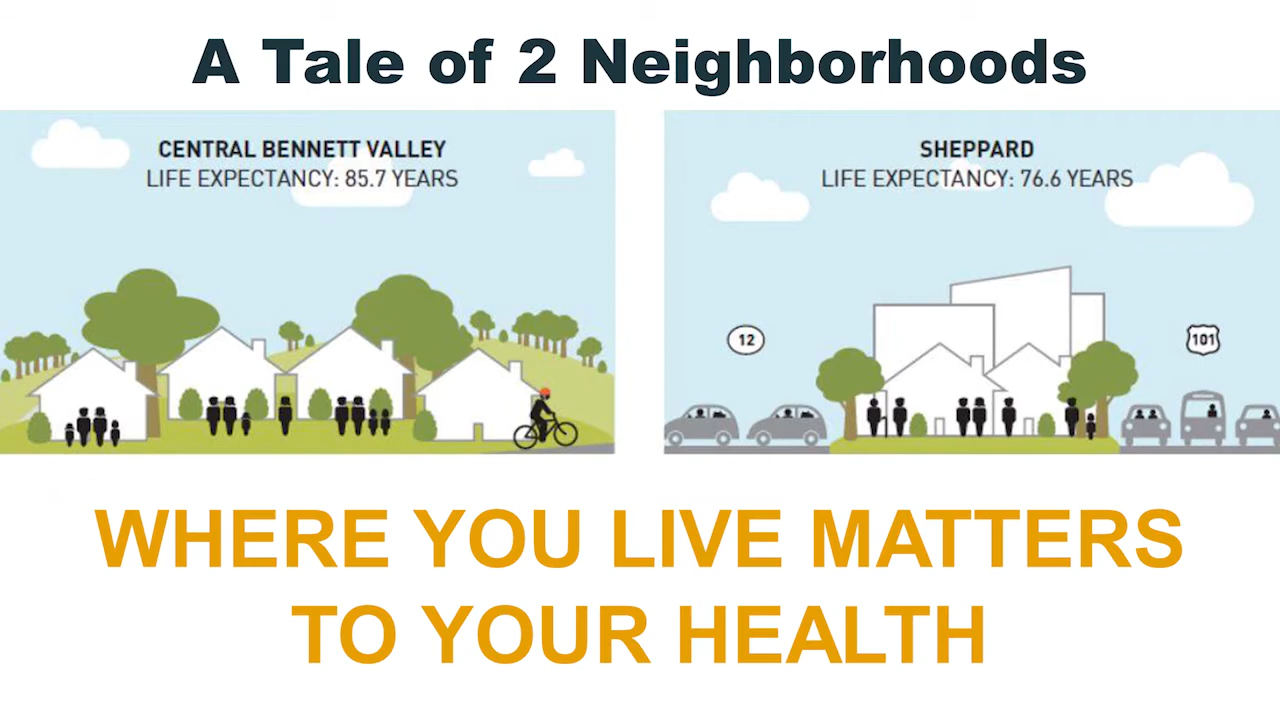 A Tale of 2 Neighborhoods
CENTRAL BENNETT VALLEY
LIFE EXPECTANCY: 85.7 YEARS
SHEPPARD
LIFE EXPECTANCY: 76.6 YEARS
12
101
WHERE YOU LIVE MATTERS
TO YOUR HEALTH